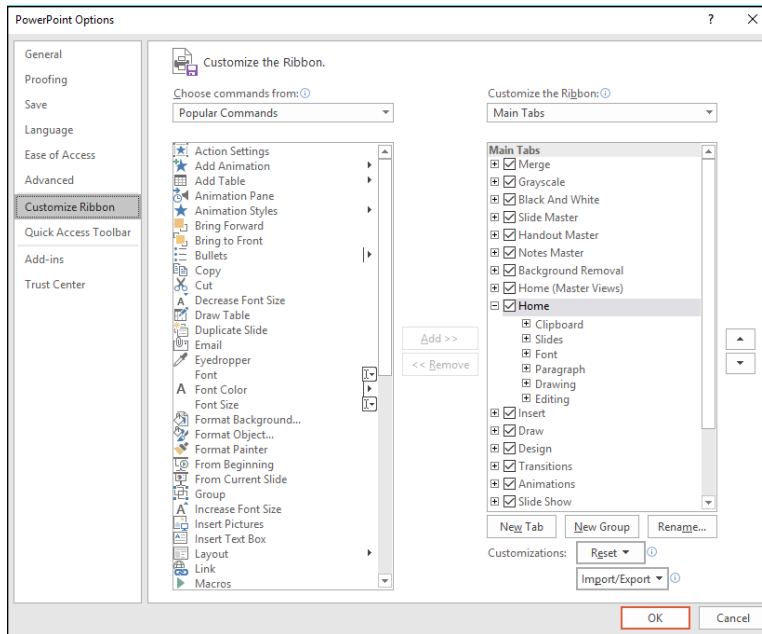 PowerPoint Options
?
General
Proofing
Save
Language
Ease of Access
Advanced
Customize Ribbon
Quick Access Toolbar
Add-ins
Trust Center
Customize the Ribbon.
Choose commands from:
Popular Commands
Action Settings
Add Animation
Add Table
Animation Pane
Animation Styles
Bring Forward
Bring to Front
Bullets
Copy
Cut
Decrease Font Size
Draw Table
Duplicate Slide
Email
Eyedropper
Font
Font Color
Font Size
Format Background...
Format Object...
Format Painter
From Beginning
From Current Slide
Group
Increase Font Size
Insert Pictures
Insert Text Box
Layout
Link
Macros
Add >>
<< Remove
Customize the Ribbon:
Main Tabs
Main Tabs
Merge
Grayscale
Black And White
Slide Master
Handout Master
Notes Master
Background Removal
Home (Master Views)
Home
Clipboard
Slides
Font
Paragraph
Drawing
Editing
Insert
Draw
Design
Transitions
Animations
Slide Show
New Tab
New Group
Rename...
Customizations:
Reset
Import/Export
OK
Cancel